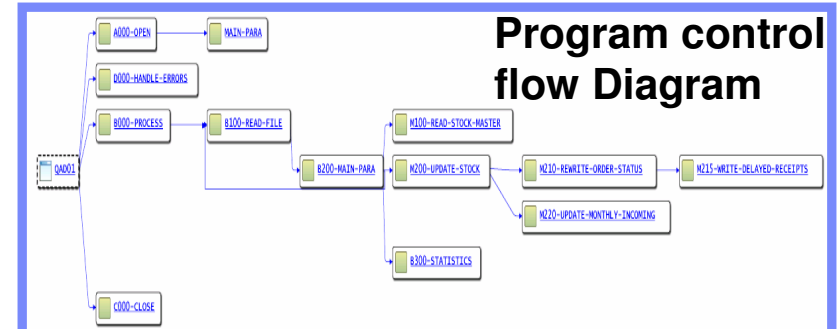 Program control
flow Diagram
A000-OPEN
MAIN-PARA
D000-HANDLE-ERRORS
B000-PROCESS
B100-READ-FILE
M100-READ-STOCK-MASTER
QAD01
B200-MAIN-PARA
M200-UPDATE-STOCK
M210-REWRITE-ORDER-STATUS
M215-WRITE-DELAYED-RECEIPTS
M220-UPDATE-MONTHLY-INCOMING
B300-STATISTICS
C000-CLOSE